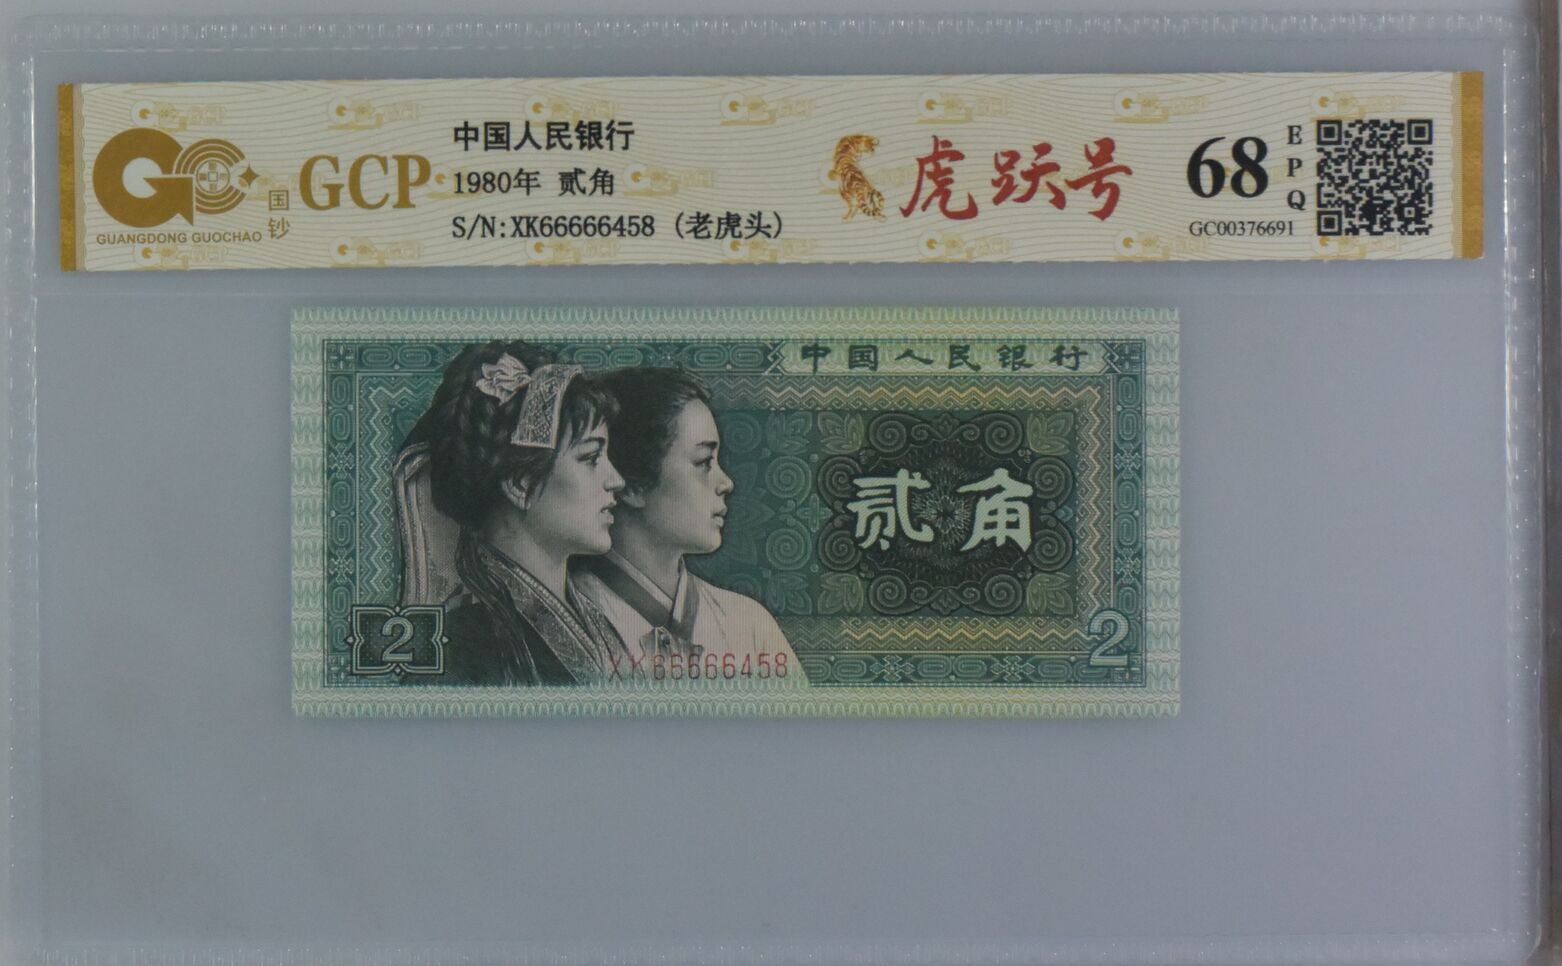 GCP
国钞
GUANGDONG GUOCHAO
中国人民银行
1980年 贰角
S/N:XK66666458 (老虎头)
虎跃号
68
EPQ
GC00376691
中国人民银行
贰角
2
2
XK66666458